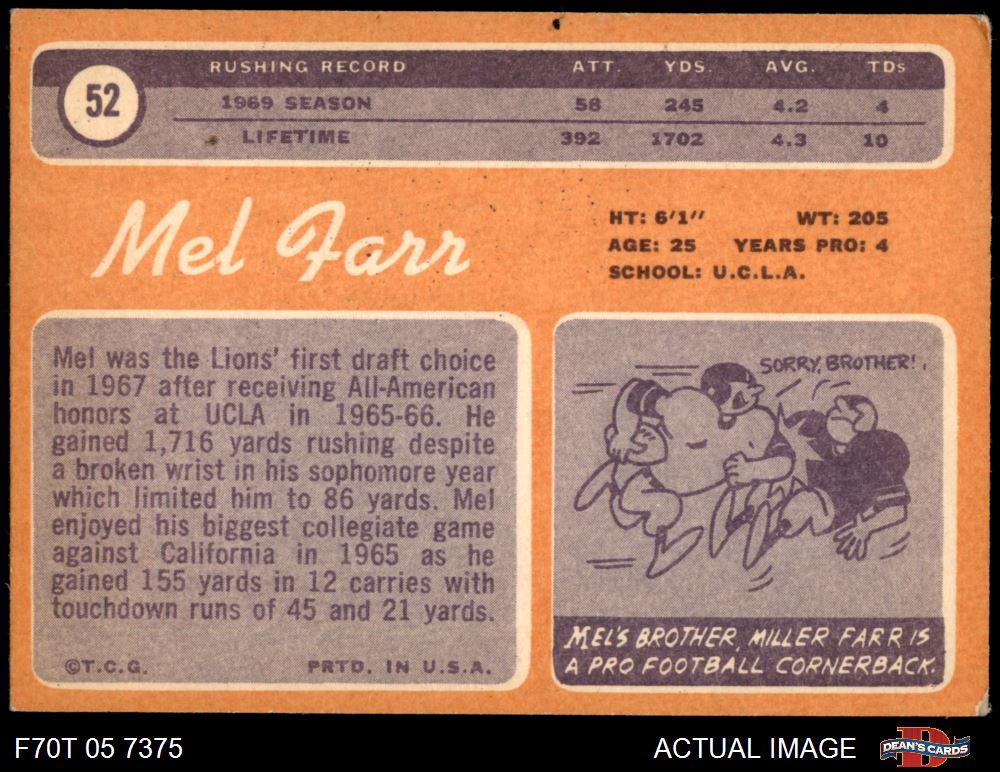 52
RUSHING RECORD ATT. YDS. AVG. TDs
1969 SEASON 58 245 4.2 4
LIFETIME 392 1702 4.3 10
Mel Farr
HT: 6'1" WT: 205
AGE: 25 YEARS PRO: 4
SCHOOL: U.C.L.A.
Mel was the Lions' first draft choice
in 1967 after receiving All-American
honors at UCLA in 1965-66. He
gained 1,716 yards rushing despite
a broken wrist in his sophomore year
which limited him to 86 yards. Mel
enjoyed his biggest collegiate game
against California in 1965 as he
gained 155 yards in 12 carries with
touchdown runs of 45 and 21 yards.
©T.C.G. PRTD. IN U.S.A.
SORRY, BROTHER!
MEL'S BROTHER, MILLER FARR IS
A PRO FOOTBALL CORNERBACK.
F70T 05 7375
ACTUAL IMAGE
D
DEAN'S CARDS